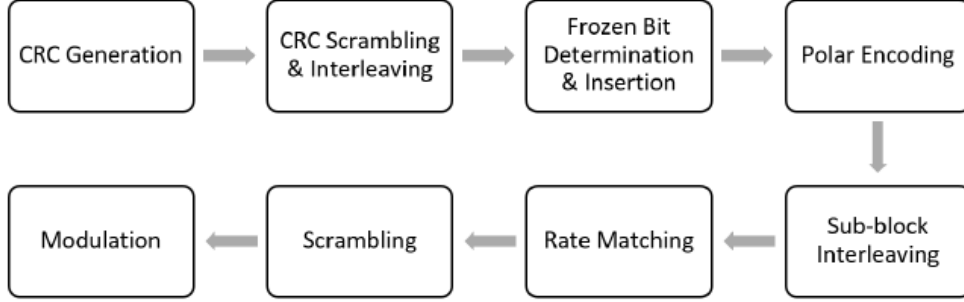 CRC Generation
CRC Scrambling
& Interleaving
Frozen Bit
Determination
& Insertion
Polar Encoding
Sub-block
Interleaving
Rate Matching
Scrambling
Modulation